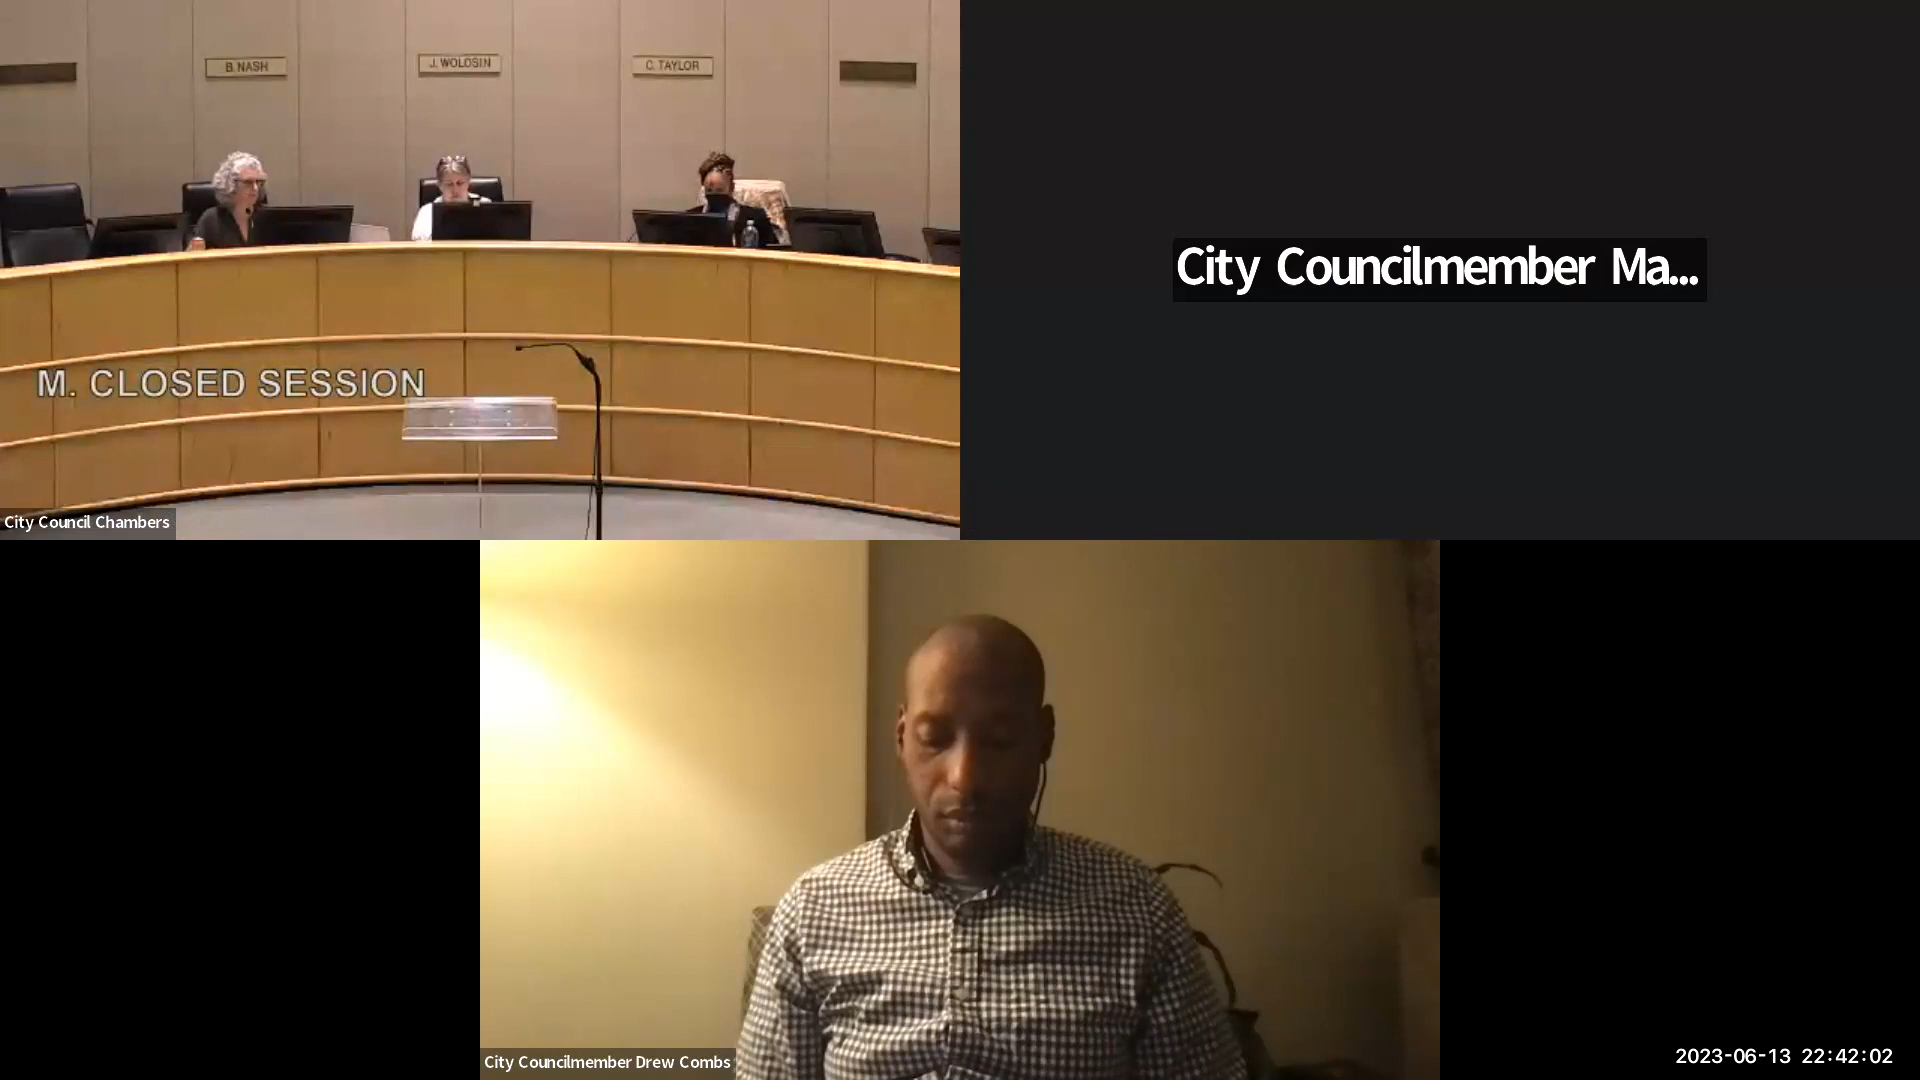 B. NASH
J. WOLOSIN
C. TAYLOR
City Councilmember Ma...
M. CLOSED SESSION
City Council Chambers
City Councilmember Drew Combs
2023-06-13 22:42:02